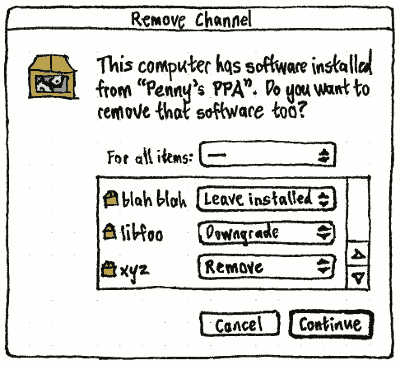 Remove Channel
This computer has software installed
from “Penny's PPA”. Do you want to
remove that software too?
For all items: —
blah blah Leave installed
libfoo Downgrade
xyz Remove
Cancel Continue